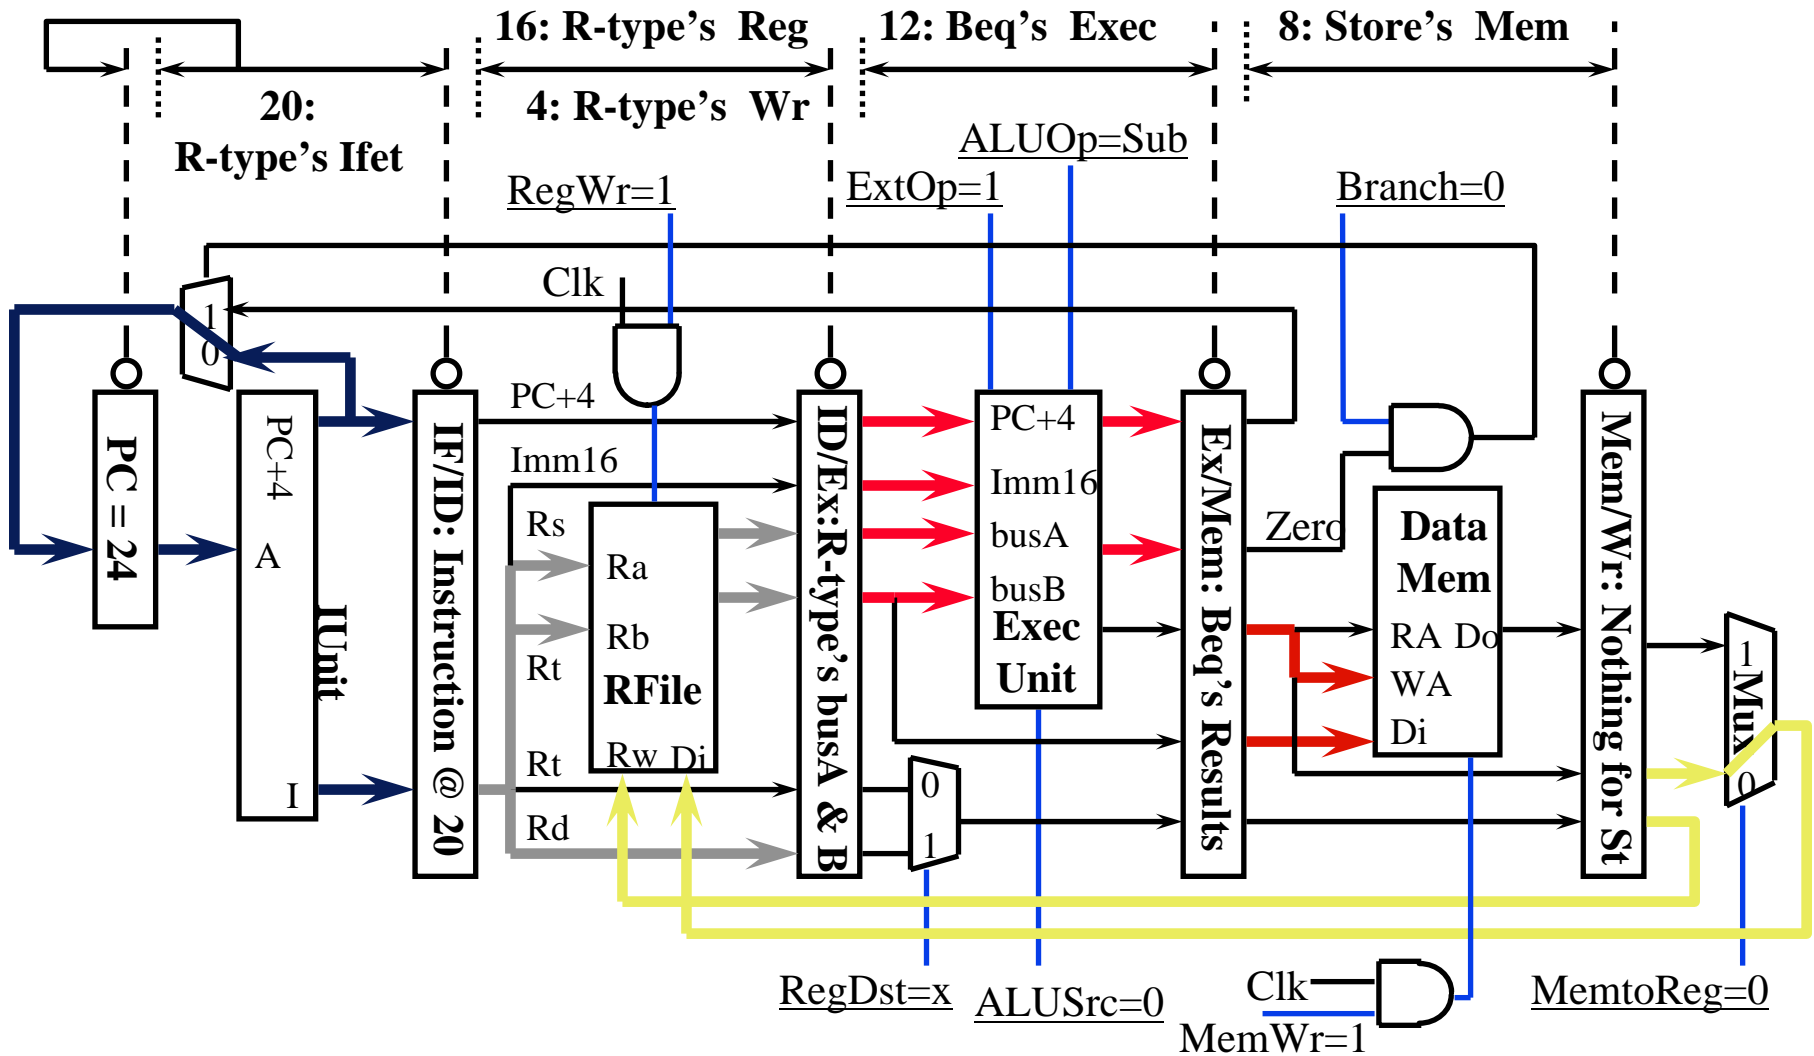 16: R-type's Reg
12: Beq's Exec
8: Store's Mem
20:
R-type's Ifet
4: R-type's Wr
ALUOp=Sub
RegWr=1
ExtOp=1
Branch=0
Clk
1
0
PC+4
PC = 24
PC+4
A
I
IUnit
IF/ID: Instruction @ 20
Imm16
Rs
Rt
Rt
Rd
Ra
Rb
RFile
Rw Di
ID/Ex:R-type's busA & B
PC+4
Imm16
busA
busB
Exec
Unit
0
1
Ex/Mem: Beq's Results
Zero
Data
Mem
RA Do
WA
Di
Mem/Wr: Nothing for St
1
Mux
0
RegDst=x
ALUSrc=0
Clk
MemWr=1
MemtoReg=0